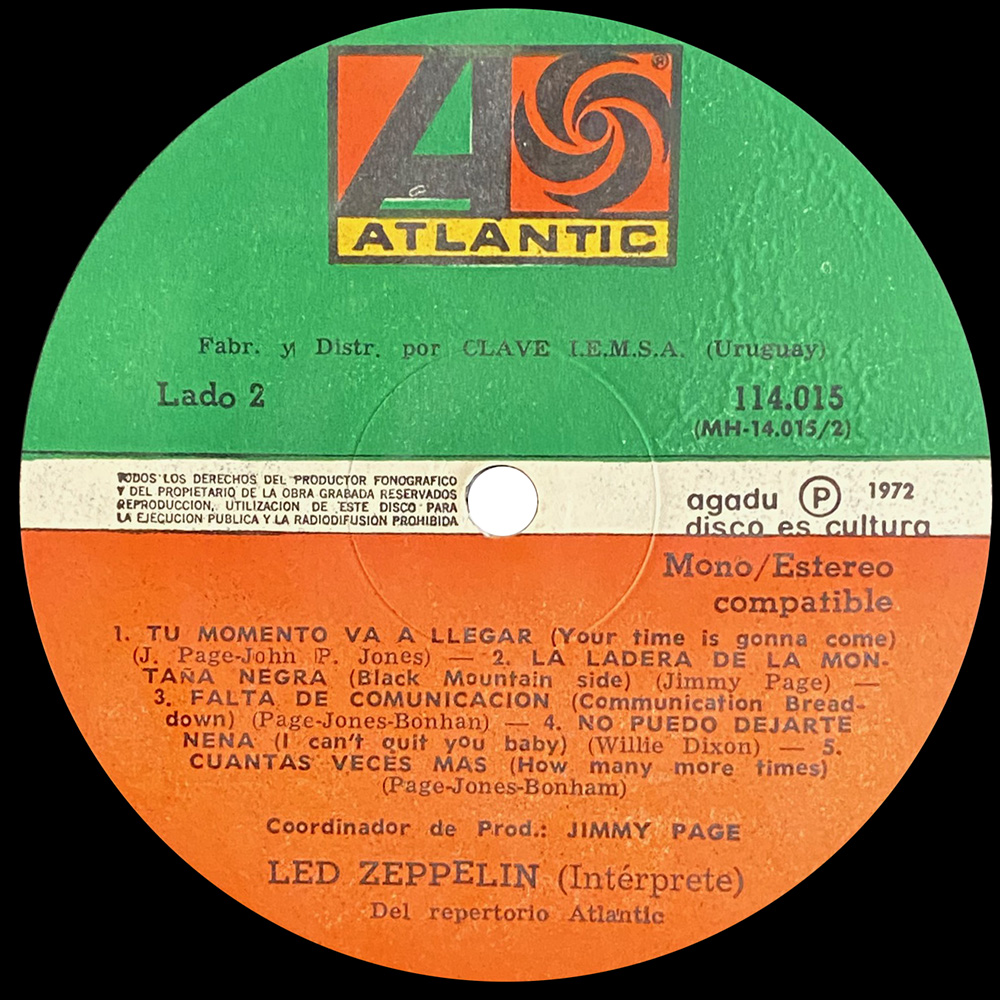 ®
ATLANTIC
Fabr. y Distr. por CLAVE I.E.M.S.A. (Uruguay)
Lado 2
114.015
(MH-14.015/2)
TODOS LOS DERECHOS DEL PRODUCTOR FONOGRAFICO
Y DEL PROPIETARIO DE LA OBRA GRABADA RESERVADOS
REPRODUCCION, UTILIZACION DE ESTE DISCO PARA
LA EJECUCION PUBLICA Y LA RADIODIFUSIÓN PROHIBIDA
agadu Ⓟ 1972
disco es cultura
Mono/Estereo
compatible
1. TU MOMENTO VA A LLEGAR (Your time is gonna come)
(J. Page-John P. Jones) — 2. LA LADERA DE LA MON-
TAÑA NEGRA (Black Mountain side) (Jimmy Page) —
3. FALTA DE COMUNICACION (Communication Bread-
down) (Page-Jones-Bonhan) — 4. NO PUEDO DEJARTE
NENA (I can't quit you baby) (Willie Dixon) — 5.
CUANTAS VECES MAS (How many more times)
(Page-Jones-Bonham)
Coordinador de Prod.: JIMMY PAGE
LED ZEPPELIN (Intérprete)
Del repertorio Atlantic